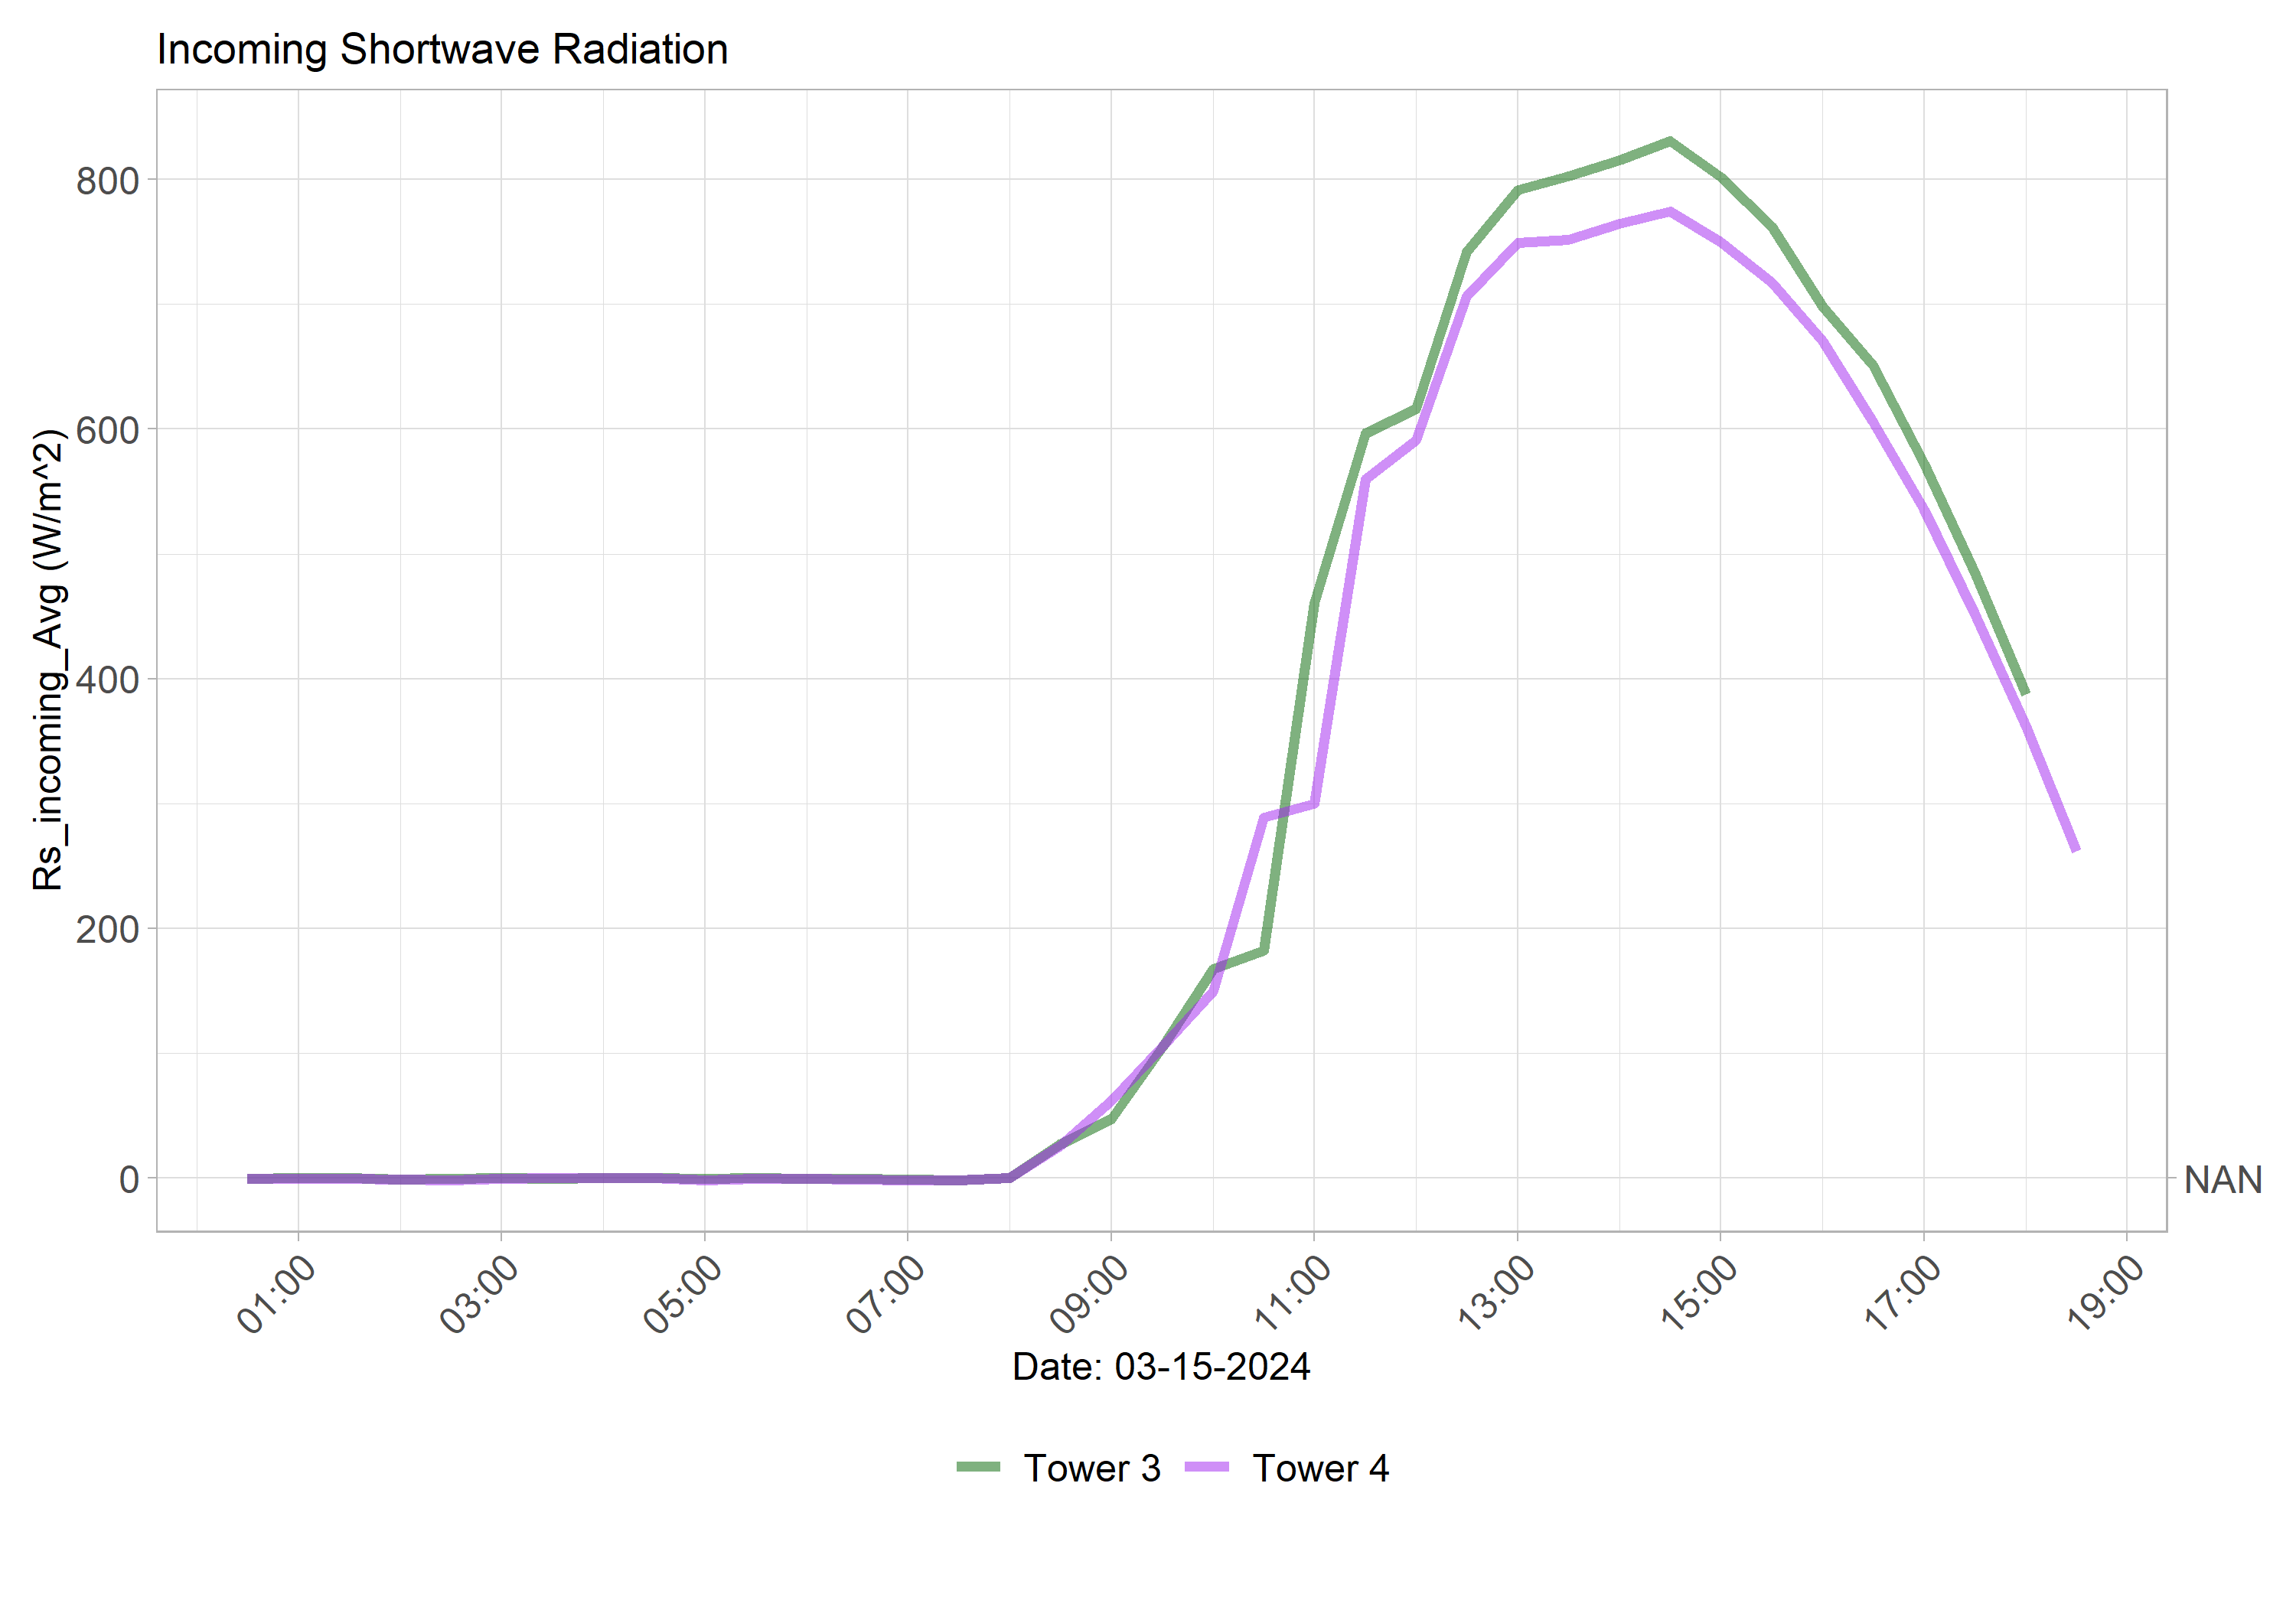 Incoming Shortwave Radiation
Rs_incoming_Avg (W/m^2)
800
600
400
200
0
NAN
01:00
03:00
05:00
07:00
09:00
11:00
13:00
15:00
17:00
19:00
Date: 03-15-2024
Tower 3
Tower 4